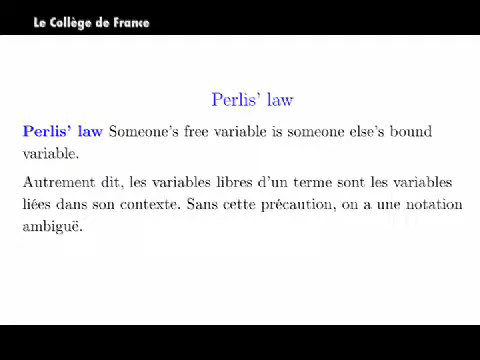 Le Collège de France
Perlis' law
Perlis' law Someone's free variable is someone else's bound
variable.
Autrement dit, les variables libres d'un terme sont les variables
liées dans son contexte. Sans cette précaution, on a une notation
ambiguë.